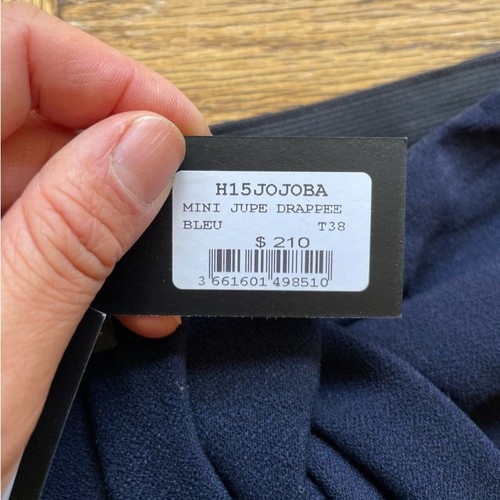 H15JOJOBA
MINI JUPE DRAPPEE
BLEU T38
$ 210
3 661601 498510